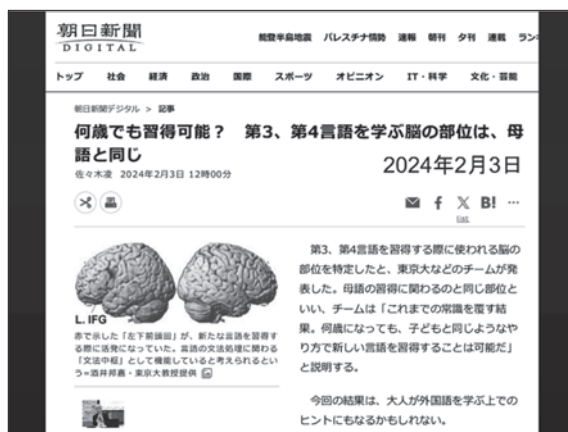 朝日新聞
DIGITAL
能登半島地震 パレスチナ情勢 速報 朝刊 夕刊 連載 ラン
トップ 社会 経済 政治 国際 スポーツ オピニオン IT・科学 文化・芸能
朝日新聞デジタル > 記事
何歳でも習得可能? 第3、第4言語を学ぶ脳の部位は、母
語と同じ
2024年2月3日
佐々木凌 2024年2月3日 12時00分
B!
list
L. IFG
赤で示した「左下前頭回」が、新たな言語を習得す
る際に活発になっていた。言語の文法処理に関わる
「文法中枢」として機能していると考えられるとい
う=酒井邦嘉・東京大教授提供
第3、第4言語を習得する際に使われる脳の
部位を特定したと、東京大などのチームが発
表した。母語の習得に関わるのと同じ部位と
いい、チームは「これまでの常識を覆す結
果。何歳になっても、子どもと同じようなや
り方で新しい言語を習得することは可能だ」
と説明する。
今回の結果は、大人が外国語を学ぶ上での
ヒントにもなるかもしれない。